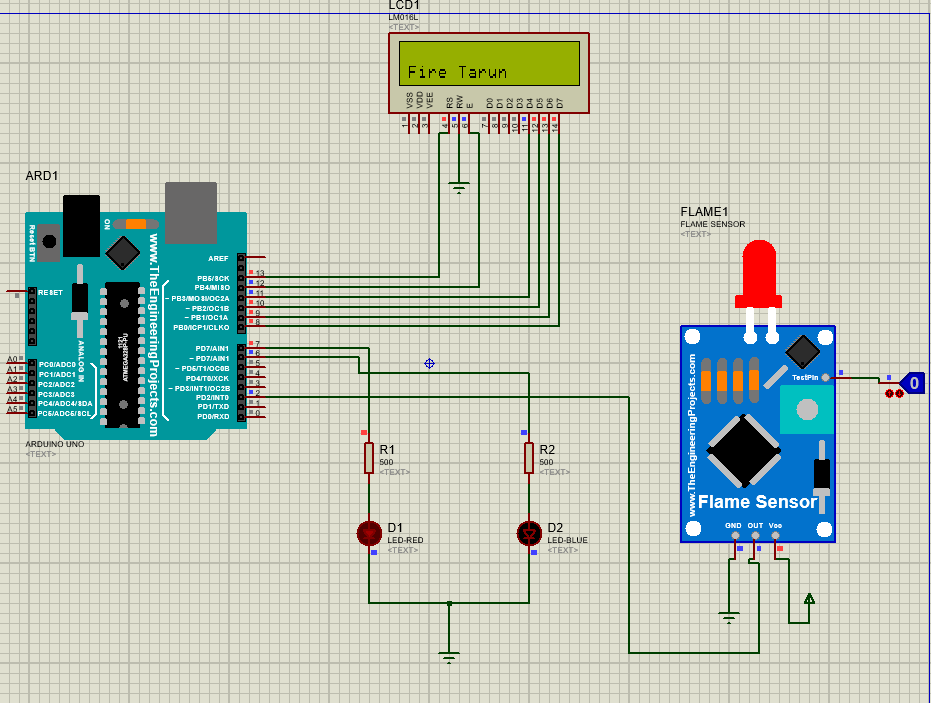 LCD1
LM016L
<TEXT>
Fire Tarun
VSS
VDD
VEE
RS
RW
E
D0
D1
D2
D3
D4
D5
D6
D7
1
2
3
4
5
6
7
8
9
10
11
12
13
14
ARD1
Reset BTN
ON
www.TheEngineeringProjects.com
RESET
ANALOG IN
ATMEGA328P-PU
A0
A1
A2
A3
A4
A5
PC0/ADC0
PC1/ADC1
PC2/ADC2
PC3/ADC3
PC4/ADC4/SDA
PC5/ADC5/SCL
AREF
PB5/SCK
13
PB4/MISO
12
~ PB3/MOSI/OC2A
11
~ PB2/OC1B
10
~ PB1/OC1A
9
PB0/ICP1/CLKO
8
PD7/AIN1
7
~ PD7/AIN1
6
~ PD5/T1/OC0B
5
PD4/T0/XCK
4
~ PD3/INT1/OC2B
3
PD2/INT0
2
PD1/TXD
1
PD0/RXD
0
ARDUINO UNO
<TEXT>
R1
500
<TEXT>
R2
500
<TEXT>
D1
LED-RED
<TEXT>
D2
LED-BLUE
<TEXT>
FLAME1
FLAME SENSOR
<TEXT>
www.TheEngineeringProjects.com
TestPin
0
Flame Sensor
GND OUT Vcc